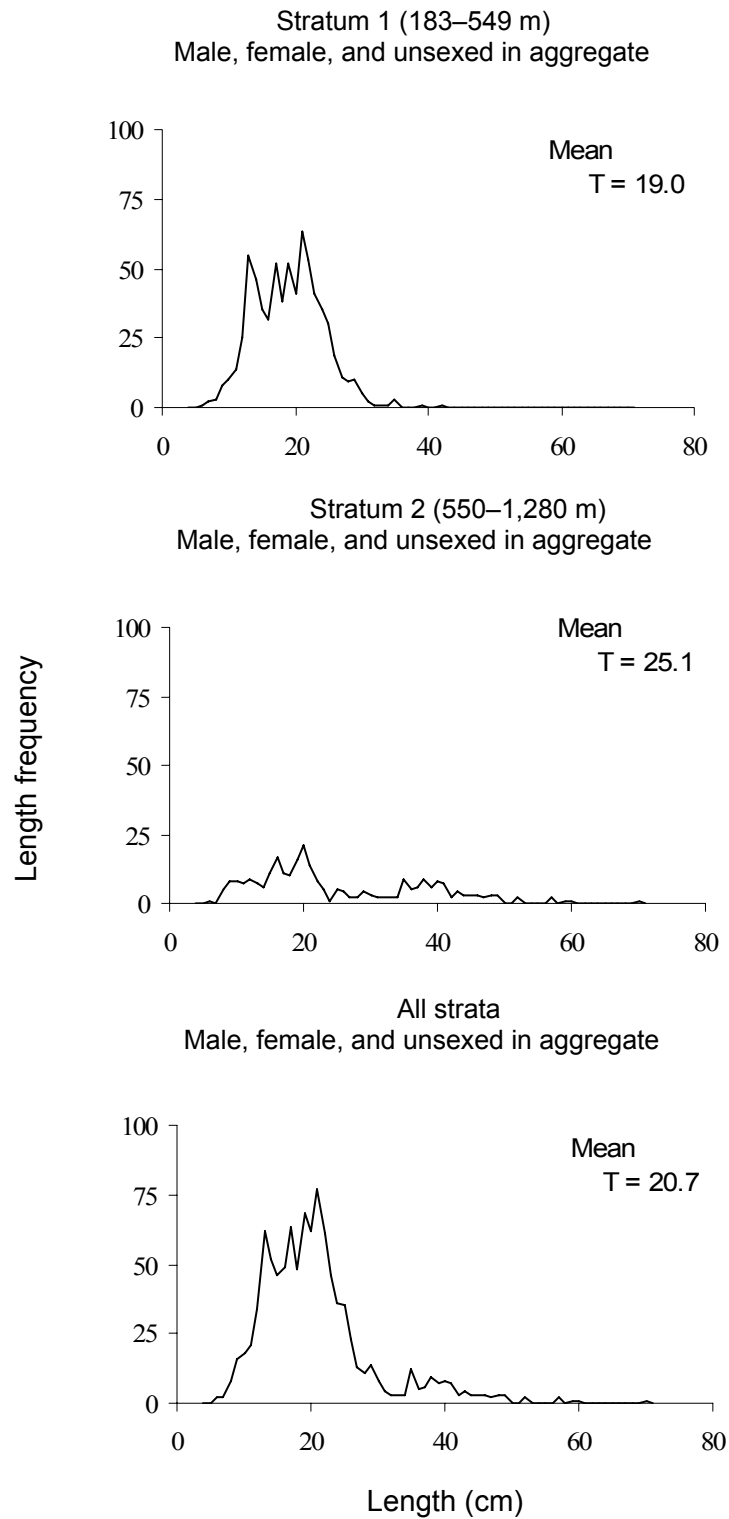 Stratum 1 (183–549 m)
Male, female, and unsexed in aggregate
100
Mean
T = 19.0
75
50
25
0
0 20 40 60 80
Stratum 2 (550–1,280 m)
Male, female, and unsexed in aggregate
100
Mean
T = 25.1
75
50
25
0
0 20 40 60 80
Length frequency
All strata
Male, female, and unsexed in aggregate
100
Mean
T = 20.7
75
50
25
0
0 20 40 60 80
Length (cm)